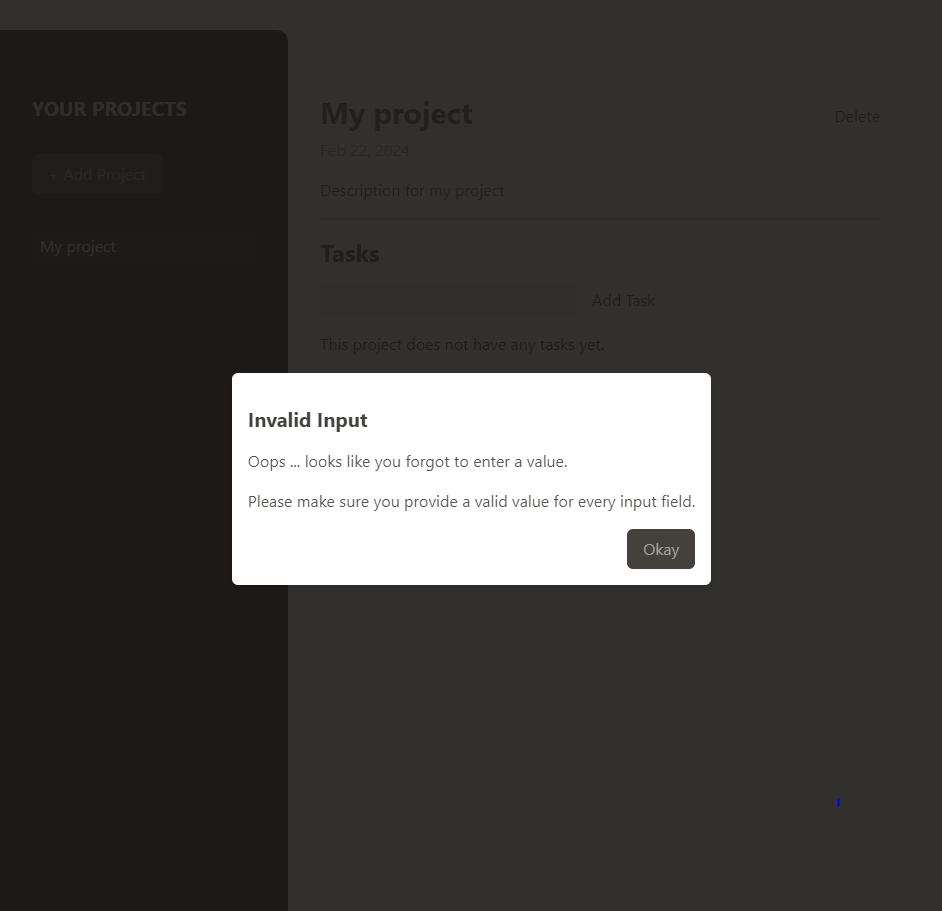 YOUR PROJECTS
+ Add Project
My project
My project
Delete
Feb 22, 2024
Description for my project
Tasks
Add Task
This project does not have any tasks yet.
Invalid Input
Oops ... looks like you forgot to enter a value.
Please make sure you provide a valid value for every input field.
Okay